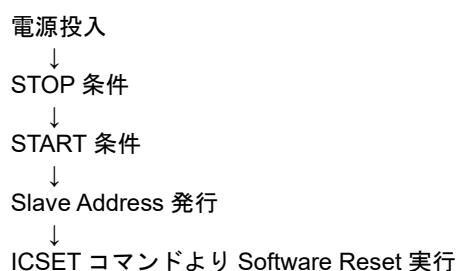 電源投入
↓
STOP 条件
↓
START 条件
↓
Slave Address 発行
↓
ICSET コマンドより Software Reset 実行